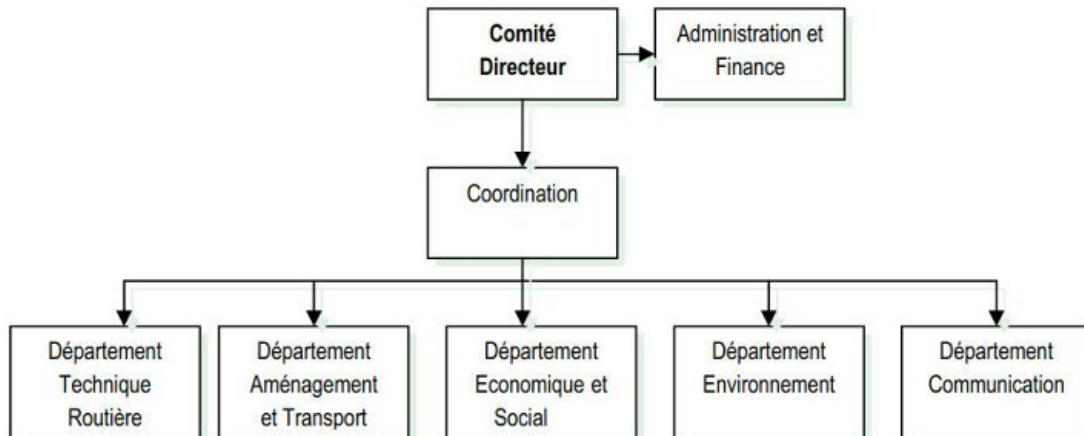 Comité
Directeur
Administration et
Finance
Coordination
Département
Technique
Routière
Département
Aménagement
et Transport
Département
Economique et
Social
Département
Environnement
Département
Communication